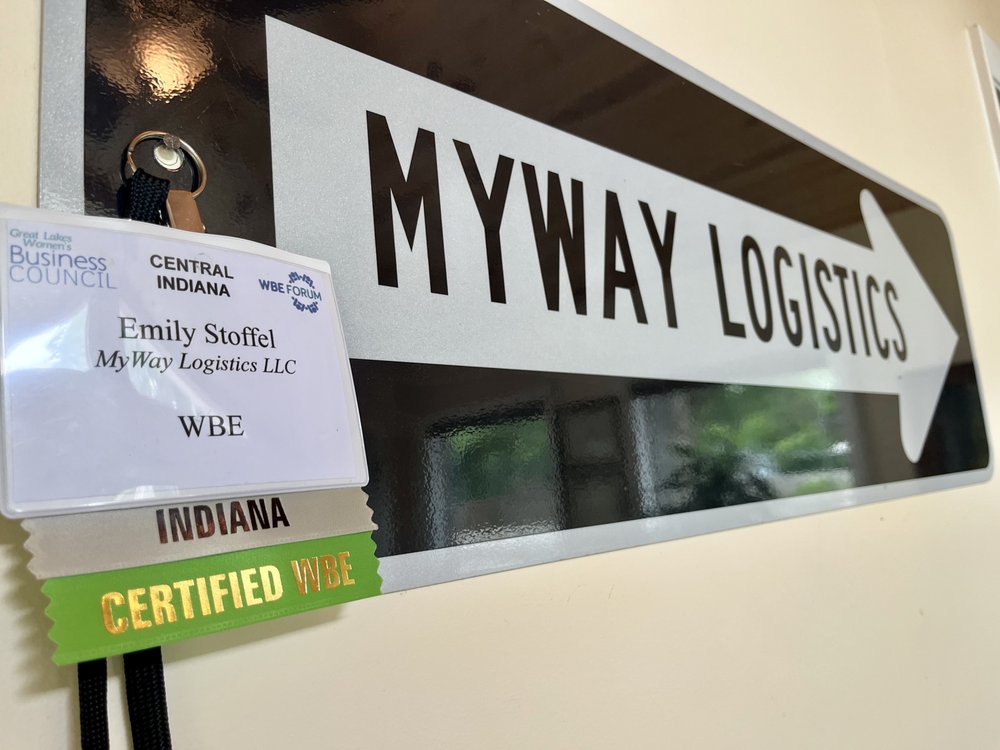 MYWAY LOGISTICS
Great Lakes
Women's
Business
COUNCIL
CENTRAL
INDIANA
WBE FORUM
Emily Stoffel
MyWay Logistics LLC
WBE
INDIANA
CERTIFIED WBE